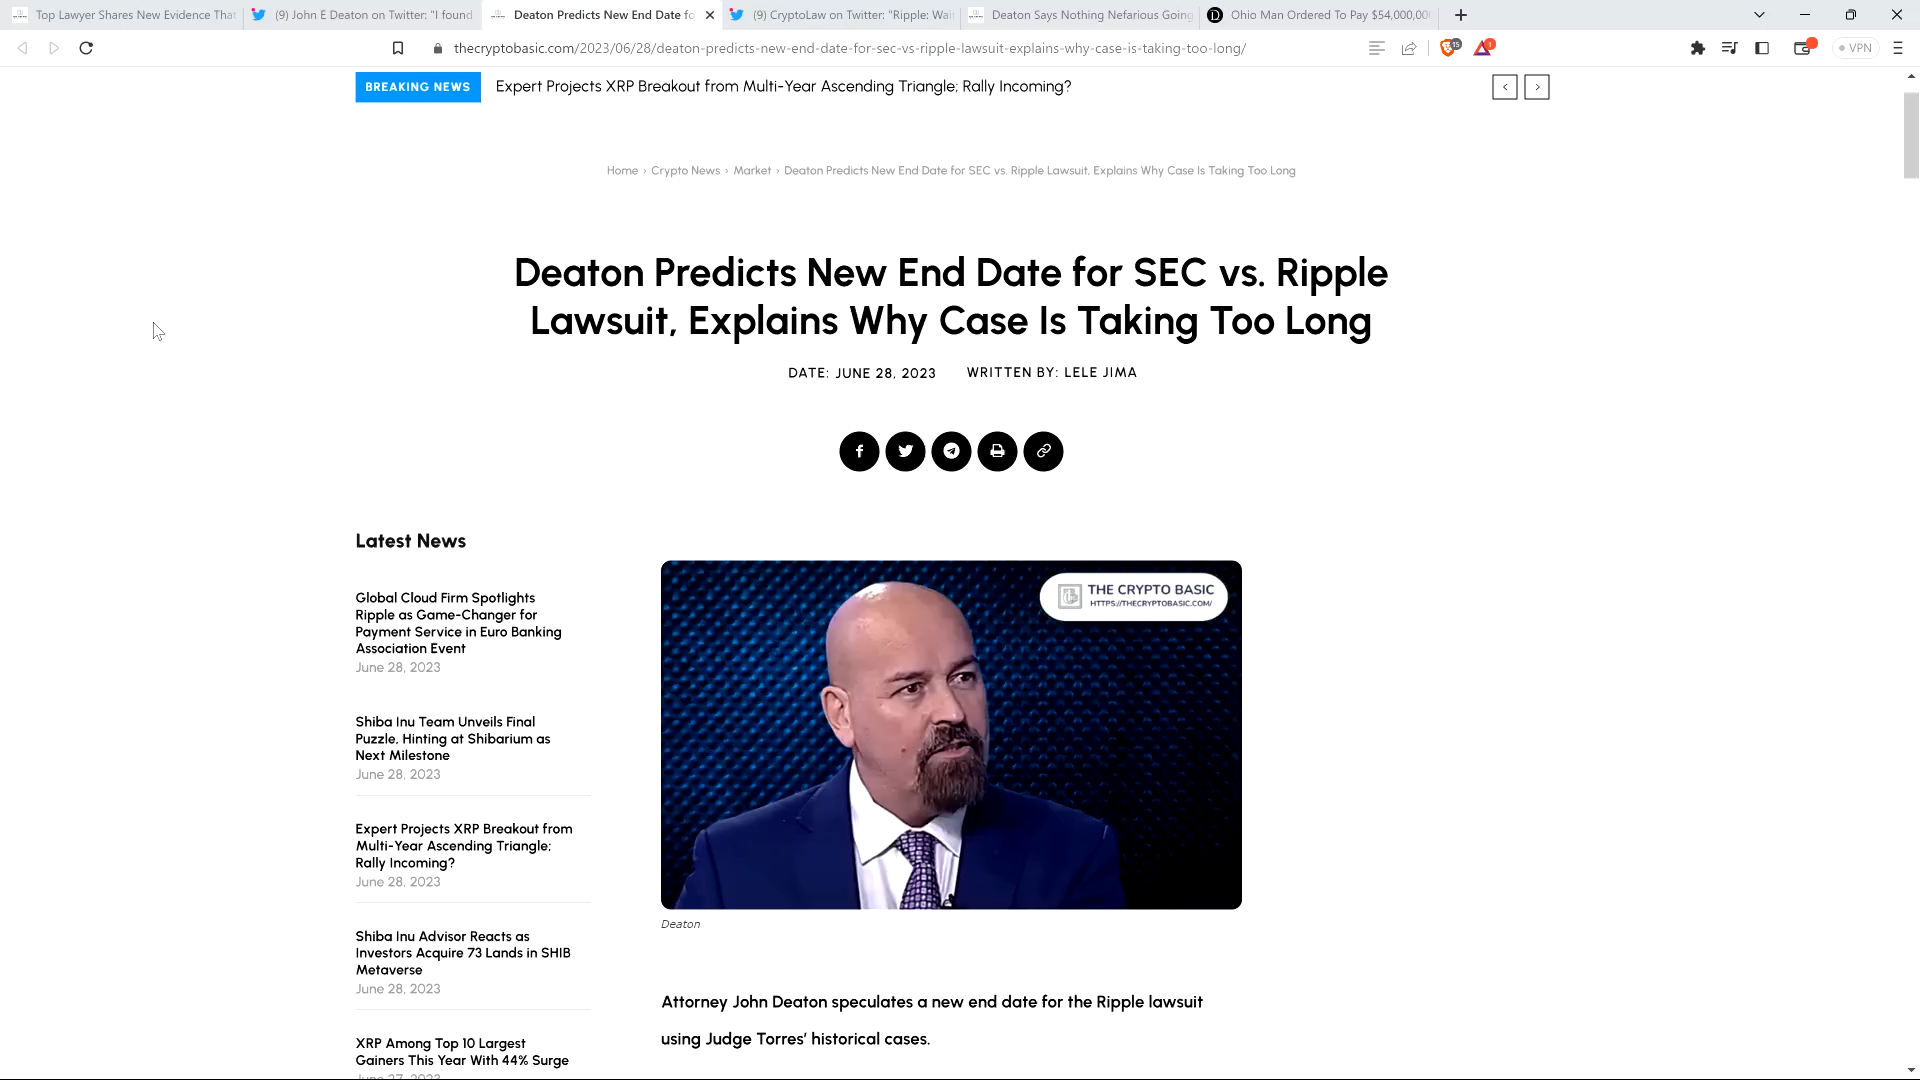 Top Lawyer Shares New Evidence That
(9) John E Deaton on Twitter: "I found
Deaton Predicts New End Date fo
(9) CryptoLaw on Twitter: "Ripple: Wai
Deaton Says Nothing Nefarious Going
Ohio Man Ordered To Pay $54,000,00
thecryptobasic.com/2023/06/28/deaton-predicts-new-end-date-for-sec-vs-ripple-lawsuit-explains-why-case-is-taking-too-long/
15
1
VPN
BREAKING NEWS
Expert Projects XRP Breakout from Multi-Year Ascending Triangle; Rally Incoming?
Home › Crypto News › Market › Deaton Predicts New End Date for SEC vs. Ripple Lawsuit, Explains Why Case Is Taking Too Long
Deaton Predicts New End Date for SEC vs. Ripple
Lawsuit, Explains Why Case Is Taking Too Long
DATE: JUNE 28, 2023 WRITTEN BY: LELE JIMA
Latest News
Global Cloud Firm Spotlights
Ripple as Game-Changer for
Payment Service in Euro Banking
Association Event
June 28, 2023
Shiba Inu Team Unveils Final
Puzzle, Hinting at Shibarium as
Next Milestone
June 28, 2023
Expert Projects XRP Breakout from
Multi-Year Ascending Triangle;
Rally Incoming?
June 28, 2023
Shiba Inu Advisor Reacts as
Investors Acquire 73 Lands in SHIB
Metaverse
June 28, 2023
XRP Among Top 10 Largest
Gainers This Year With 44% Surge
June 27, 2023
THE CRYPTO BASIC
HTTPS://THECRYPTOBASIC.COM/
Deaton
Attorney John Deaton speculates a new end date for the Ripple lawsuit
using Judge Torres' historical cases.